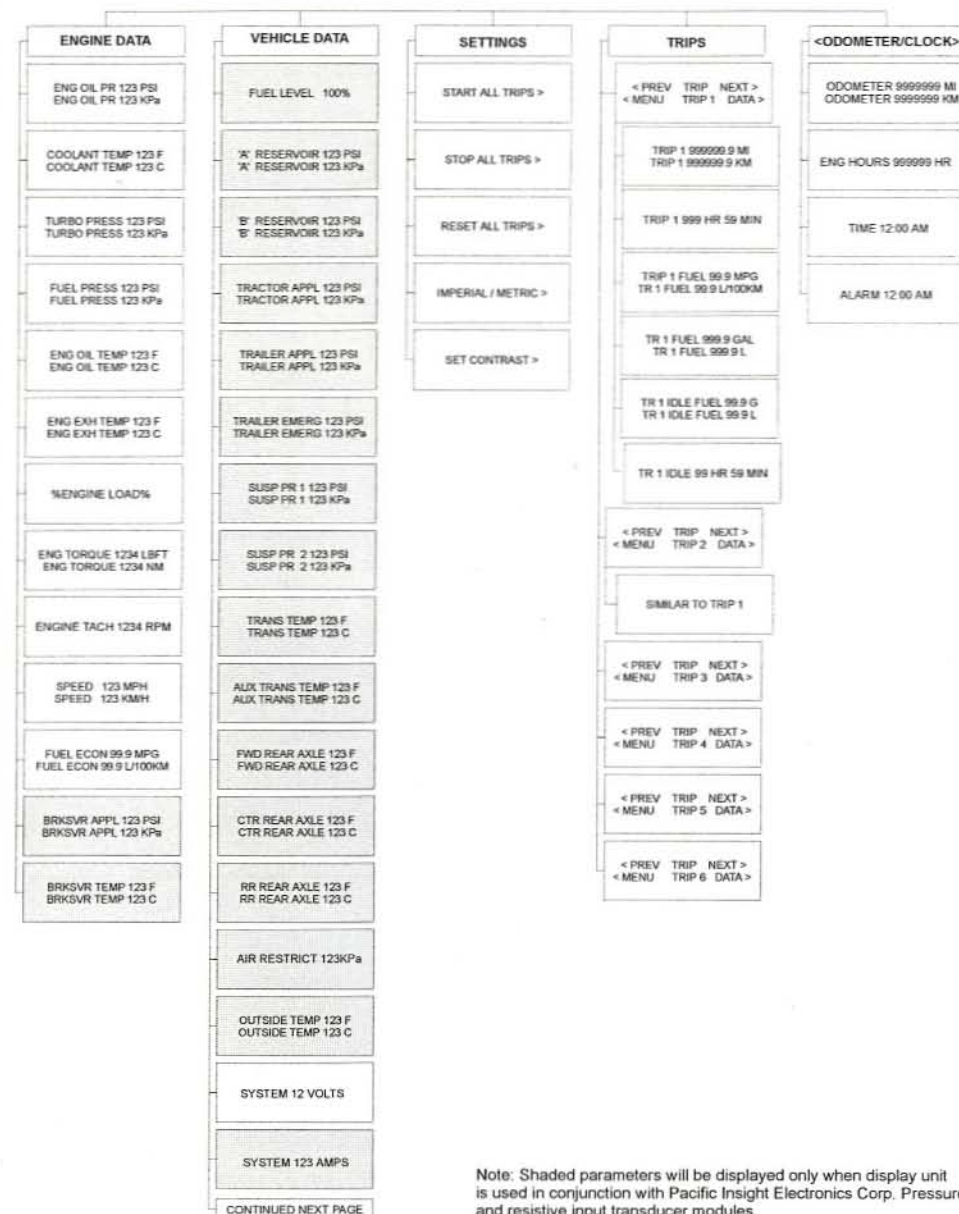 ENGINE DATA
ENG OIL PR 123 PSI
ENG OIL PR 123 KPa
COOLANT TEMP 123 F
COOLANT TEMP 123 C
TURBO PRESS 123 PSI
TURBO PRESS 123 KPa
FUEL PRESS 123 PSI
FUEL PRESS 123 KPa
ENG OIL TEMP 123 F
ENG OIL TEMP 123 C
ENG EXH TEMP 123 F
ENG EXH TEMP 123 C
%ENGINE LOAD%
ENG TORQUE 1234 LBFT
ENG TORQUE 1234 NM
ENGINE TACH 1234 RPM
SPEED 123 MPH
SPEED 123 KM/H
FUEL ECON 99.9 MPG
FUEL ECON 99.9 L/100KM
BRKSVR APPL 123 PSI
BRKSVR APPL 123 KPa
BRKSVR TEMP 123 F
BRKSVR TEMP 123 C
VEHICLE DATA
FUEL LEVEL 100%
'A' RESERVOIR 123 PSI
'A' RESERVOIR 123 KPa
'B' RESERVOIR 123 PSI
'B' RESERVOIR 123 KPa
TRACTOR APPL 123 PSI
TRACTOR APPL 123 KPa
TRAILER APPL 123 PSI
TRAILER APPL 123 KPa
TRAILER EMERG 123 PSI
TRAILER EMERG 123 KPa
SUSP PR 1 123 PSI
SUSP PR 1 123 KPa
SUSP PR 2 123 PSI
SUSP PR 2 123 KPa
TRANS TEMP 123 F
TRANS TEMP 123 C
AUX TRANS TEMP 123 F
AUX TRANS TEMP 123 C
FWD REAR AXLE 123 F
FWD REAR AXLE 123 C
CTR REAR AXLE 123 F
CTR REAR AXLE 123 C
RR REAR AXLE 123 F
RR REAR AXLE 123 C
AIR RESTRICT 123KPa
OUTSIDE TEMP 123 F
OUTSIDE TEMP 123 C
SYSTEM 12 VOLTS
SYSTEM 123 AMPS
CONTINUED NEXT PAGE
SETTINGS
START ALL TRIPS >
STOP ALL TRIPS >
RESET ALL TRIPS >
IMPERIAL / METRIC >
SET CONTRAST >
TRIPS
< PREV TRIP NEXT >
< MENU TRIP 1 DATA >
TRIP 1 999999.9 MI
TRIP 1 999999.9 KM
TRIP 1 999 HR 59 MIN
TRIP 1 FUEL 99.9 MPG
TR 1 FUEL 99.9 L/100KM
TR 1 FUEL 999.9 GAL
TR 1 FUEL 999.9 L
TR 1 IDLE FUEL 99.9 G
TR 1 IDLE FUEL 99.9 L
TR 1 IDLE 99 HR 59 MIN
< PREV TRIP NEXT >
< MENU TRIP 2 DATA >
SIMILAR TO TRIP 1
< PREV TRIP NEXT >
< MENU TRIP 3 DATA >
< PREV TRIP NEXT >
< MENU TRIP 4 DATA >
< PREV TRIP NEXT >
< MENU TRIP 5 DATA >
< PREV TRIP NEXT >
< MENU TRIP 6 DATA >
<ODOMETER/CLOCK>
ODOMETER 9999999 MI
ODOMETER 9999999 KM
ENG HOURS 999999 HR
TIME 12:00 AM
ALARM 12:00 AM
Note: Shaded parameters will be displayed only when display unit
is used in conjunction with Pacific Insight Electronics Corp. Pressure
and resistive input transducer modules